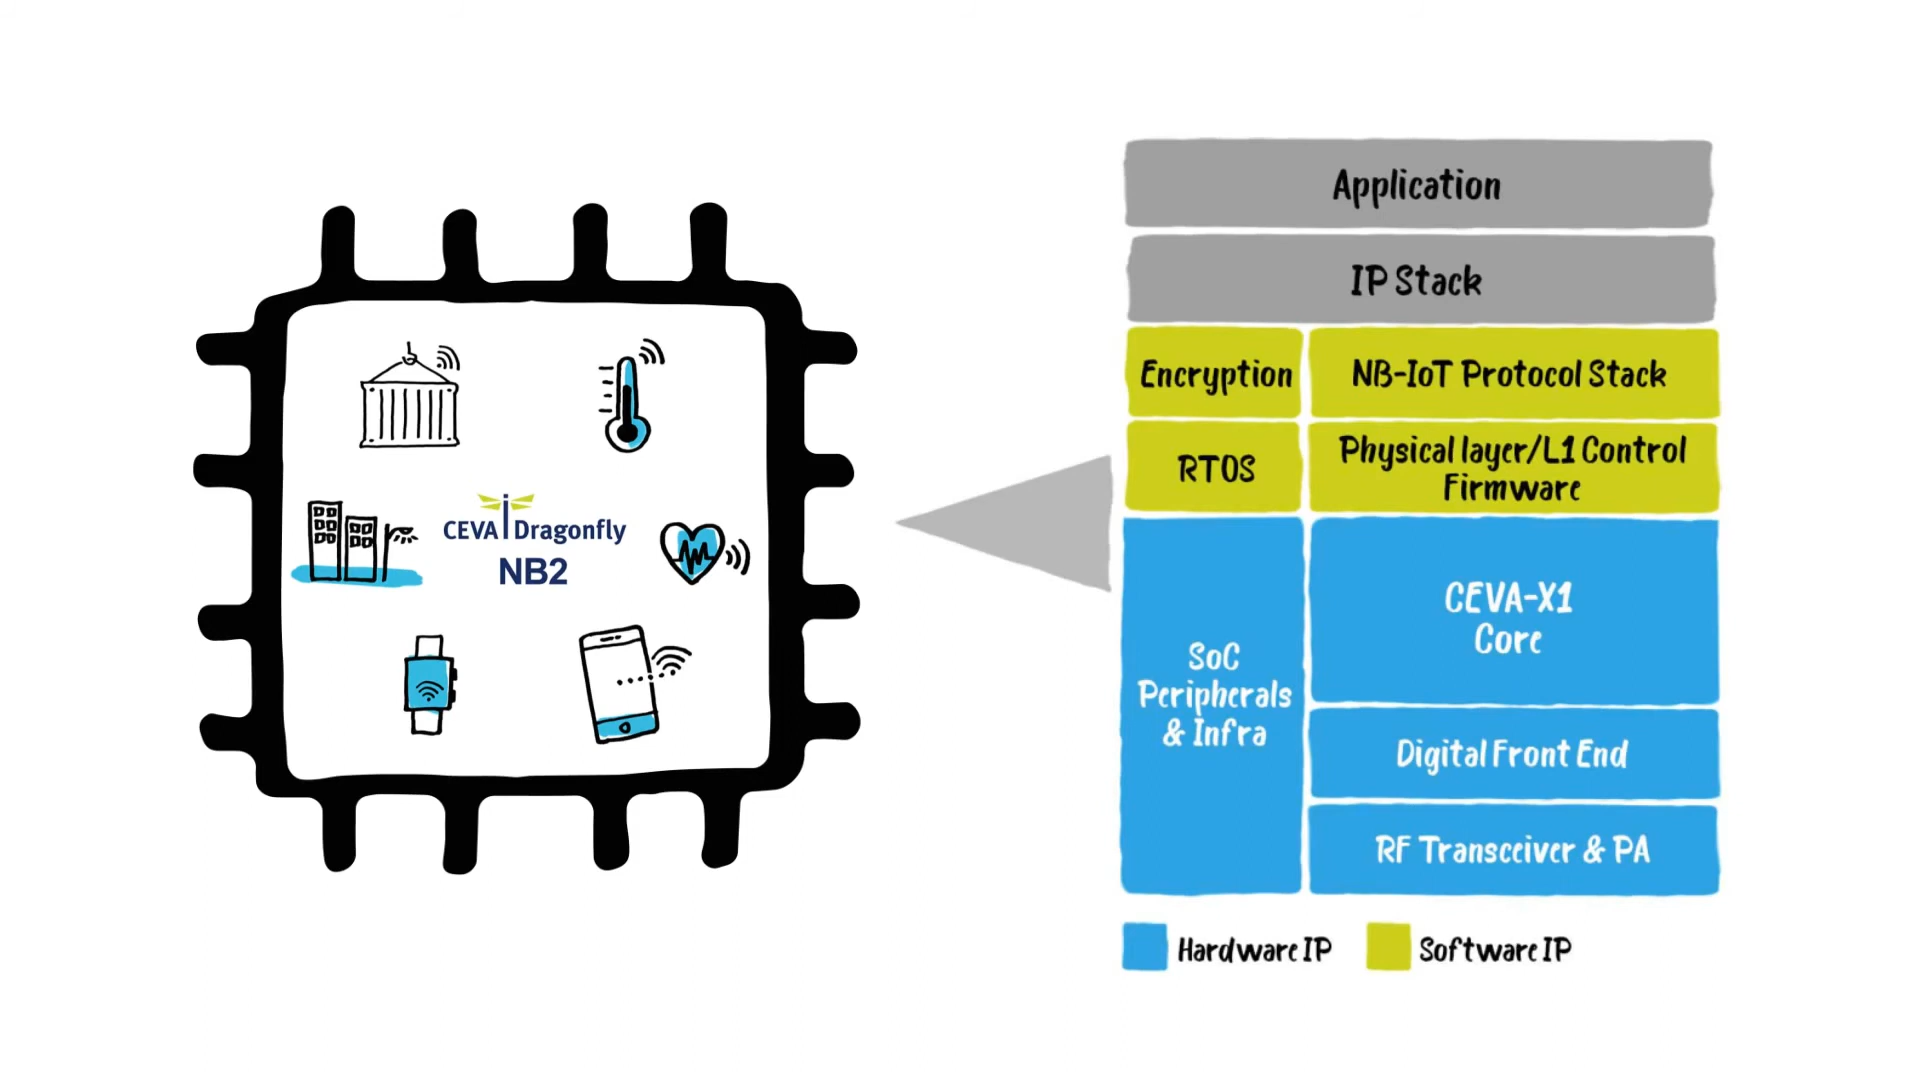 CEVA Dragonfly
NB2
Application
IP Stack
Encryption
NB-IoT Protocol Stack
RTOS
Physical layer/L1 Control
Firmware
SoC
Peripherals
& Infra
CEVA-X1
Core
Digital Front End
RF Transceiver & PA
Hardware IP
Software IP